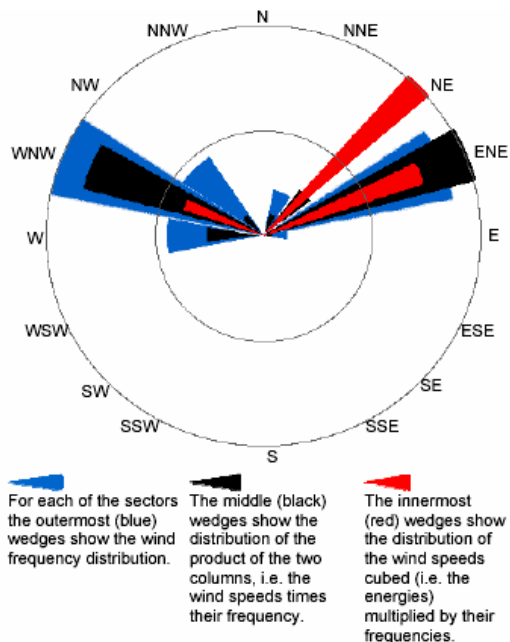 N
NNW
NNE
NW
NE
WNW
ENE
W
E
WSW
ESE
SW
SE
SSW
SSE
S
For each of the sectors
the outermost (blue)
wedges show the wind
frequency distribution.
The middle (black)
wedges show the
distribution of the
product of the two
columns, i.e. the
wind speeds times
their frequency.
The innermost
(red) wedges show
the distribution of
the wind speeds
cubed (i.e. the
energies)
multiplied by their
frequencies.